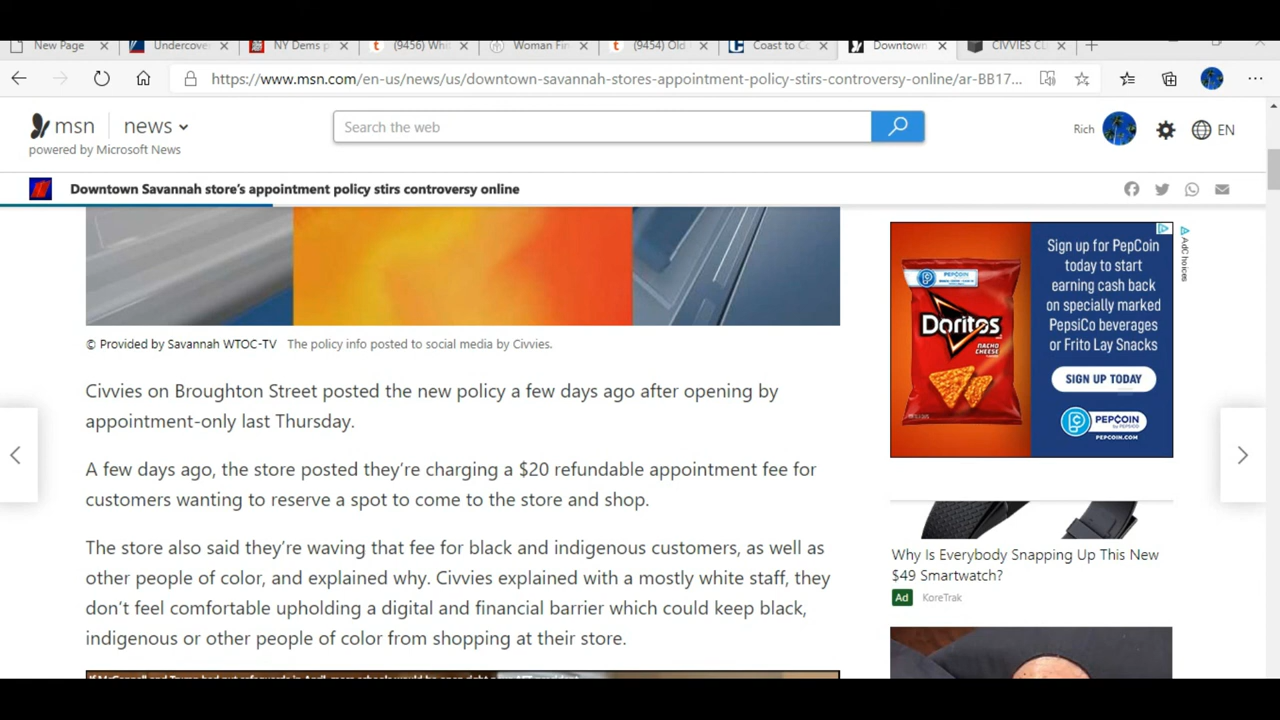 New Page
Undercove
NY Dems p
(9456) Wh
Woman Fi
(9454) Old
Coast to C
Downtown
CIVVIES CL
https://www.msn.com/en-us/news/us/downtown-savannah-stores-appointment-policy-stirs-controversy-online/ar-BB17...
msn
news
powered by Microsoft News
Search the web
Rich
EN
Downtown Savannah store's appointment policy stirs controversy online
© Provided by Savannah WTOC-TV The policy info posted to social media by Civvies.
Civvies on Broughton Street posted the new policy a few days ago after opening by
appointment-only last Thursday.
A few days ago, the store posted they're charging a $20 refundable appointment fee for
customers wanting to reserve a spot to come to the store and shop.
The store also said they're waving that fee for black and indigenous customers, as well as
other people of color, and explained why. Civvies explained with a mostly white staff, they
don't feel comfortable upholding a digital and financial barrier which could keep black,
indigenous or other people of color from shopping at their store.
AdChoices
PEPCOIN
Doritos
NACHO
CHEESE
Sign up for PepCoin
today to start
earning cash back
on specially marked
PepsiCo beverages
or Frito Lay Snacks
SIGN UP TODAY
PEPCOIN
BY PEPSICO
PEPCOIN.COM
Why Is Everybody Snapping Up This New
$49 Smartwatch?
Ad KoreTrak